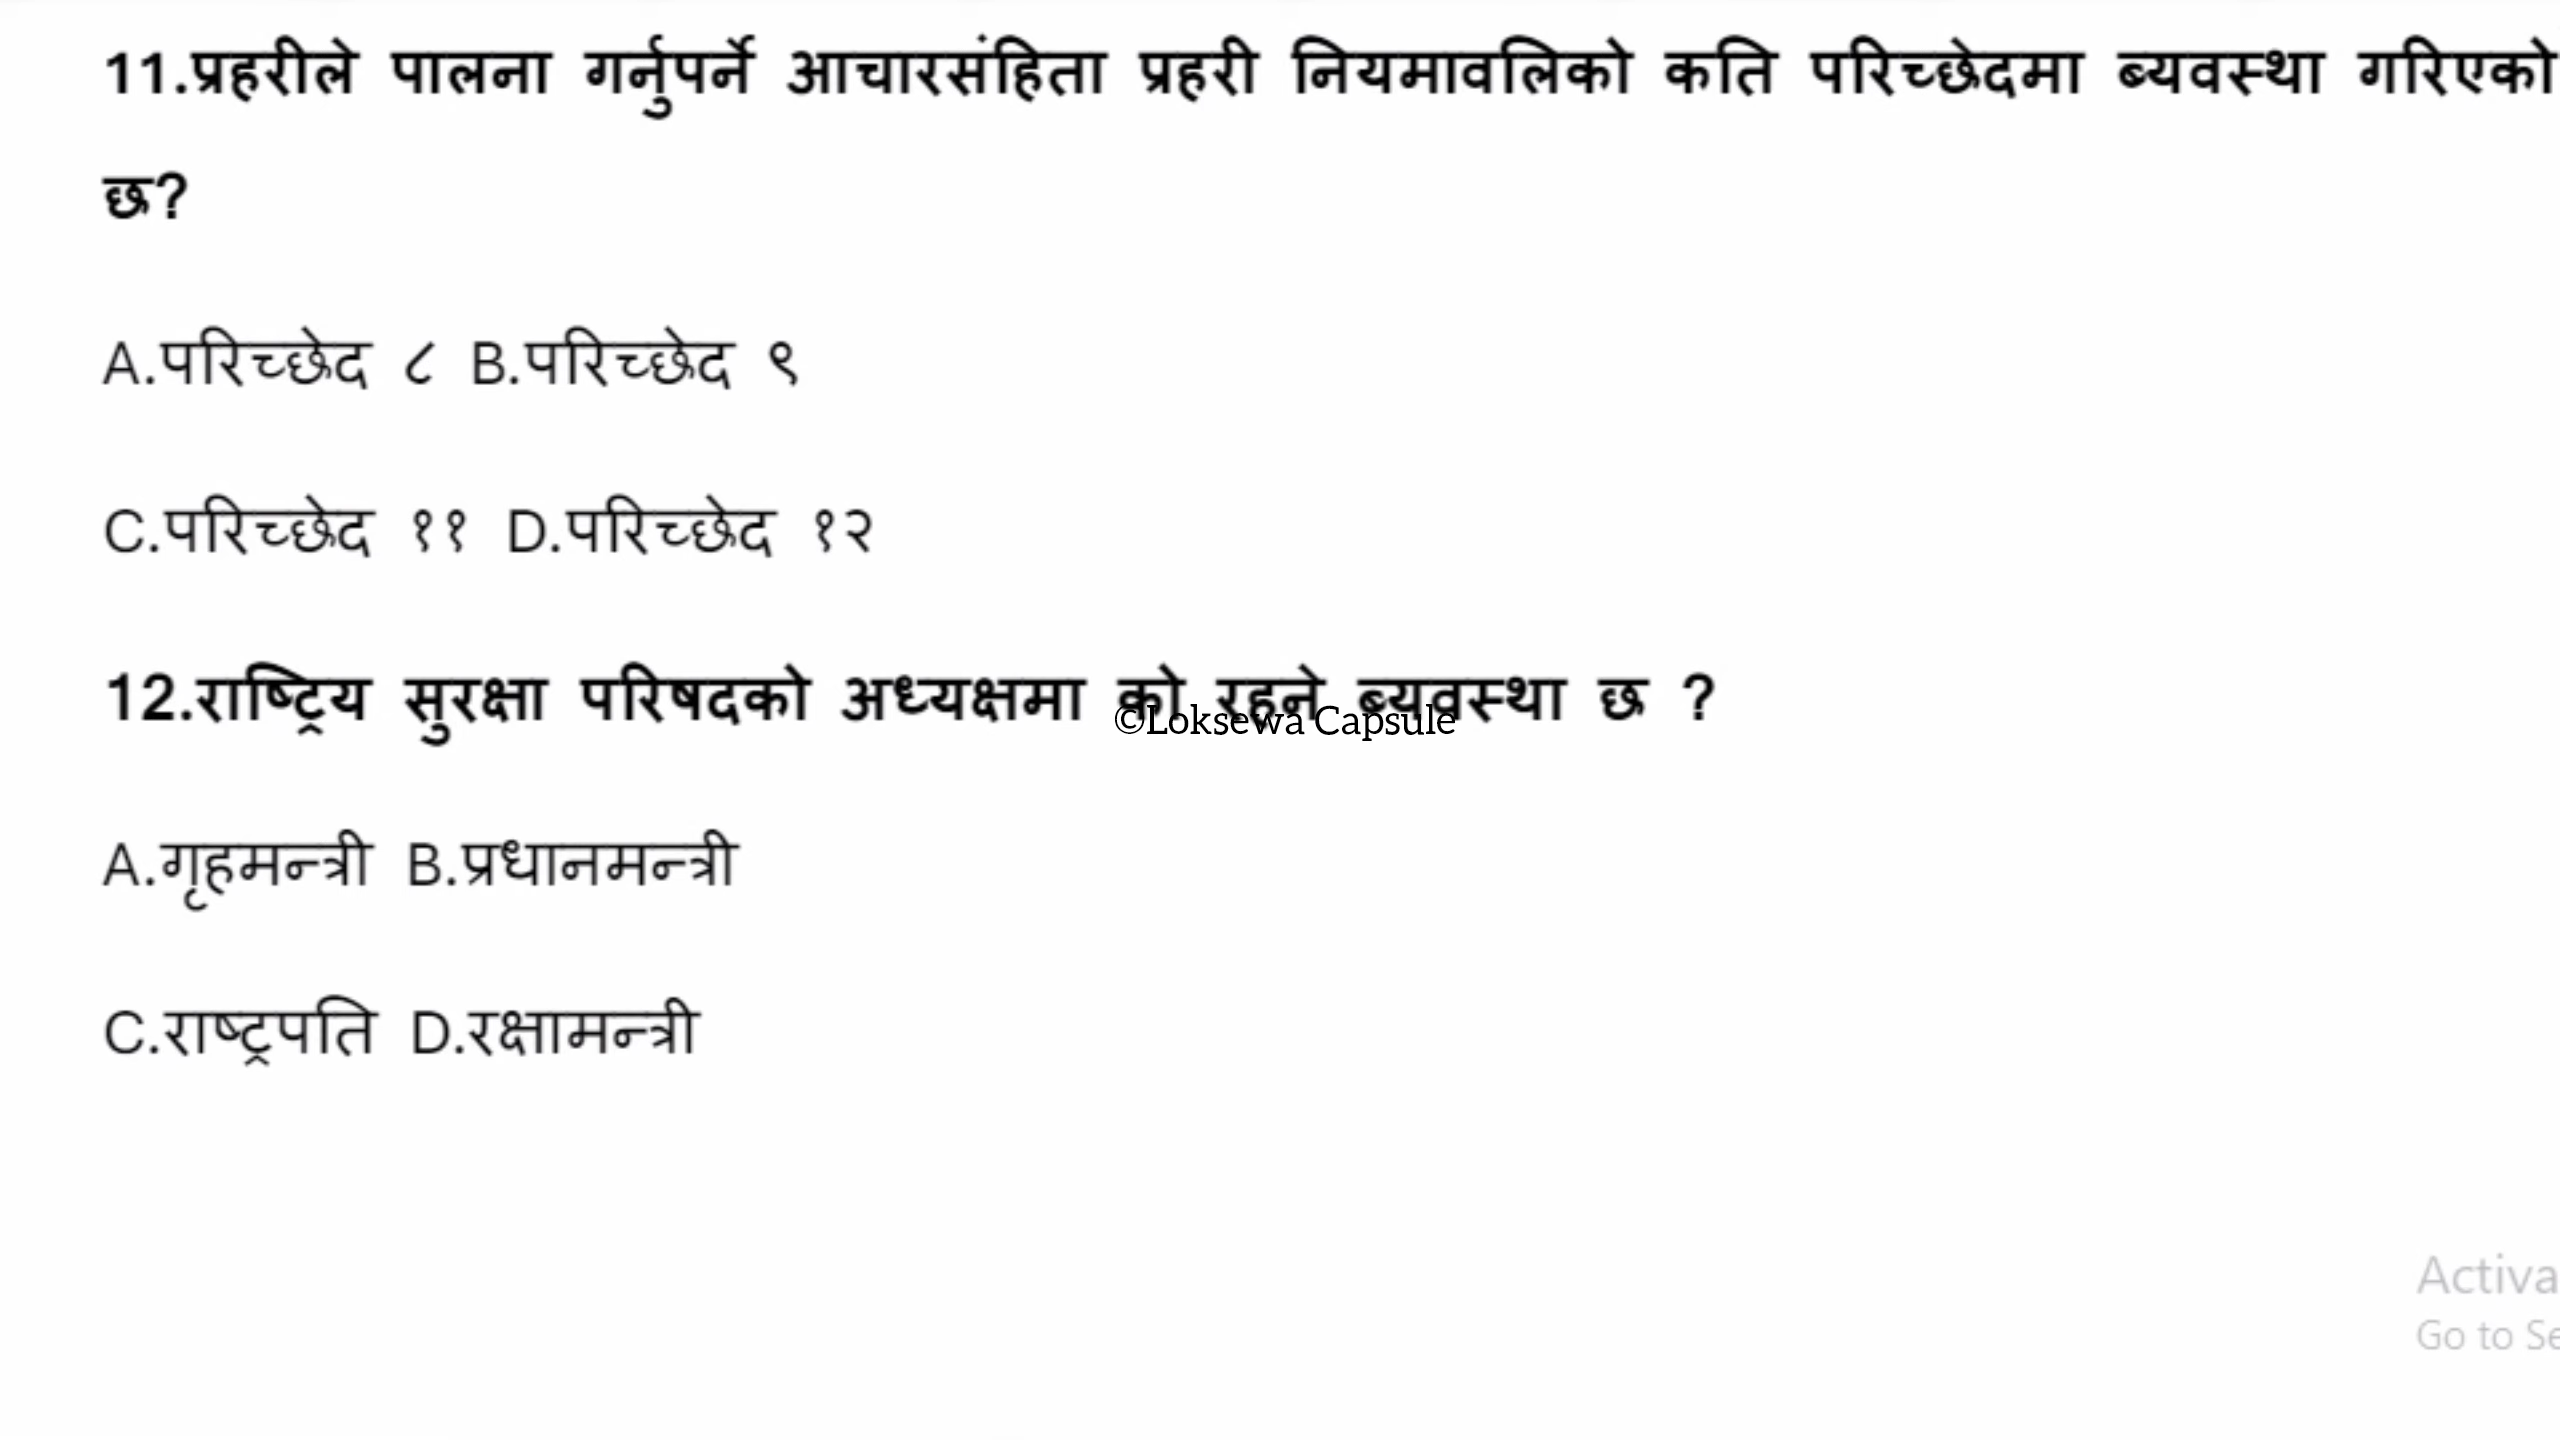 11.प्रहरीले पालना गर्नुपर्ने आचारसंहिता प्रहरी नियमावलिको कति परिच्छेदमा ब्यवस्था गरिएको
छ?
A.परिच्छेद ८ B.परिच्छेद ९
C.परिच्छेद ११ D.परिच्छेद १२
12.राष्ट्रिय सुरक्षा परिषदको अध्यक्षमा को रहने ब्यवस्था छ ?
©Loksewa Capsule
A.गृहमन्त्री B.प्रधानमन्त्री
C.राष्ट्रपति D.रक्षामन्त्री
Activa
Go to Se